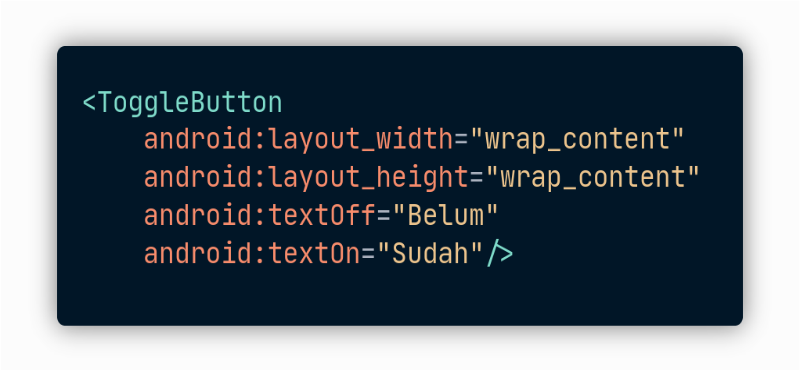 <ToggleButton
    android:layout_width="wrap_content"
    android:layout_height="wrap_content"
    android:textOff="Belum"
    android:textOn="Sudah"/>